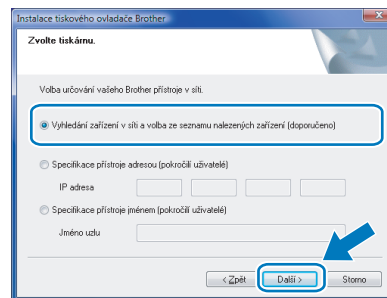 Instalace tiskového ovladače Brother
Zvolte tiskárnu.
Volba určování vašeho Brother přístroje v síti.
Vyhledání zařízení v síti a volba ze seznamu nalezených zařízení (doporučeno)
Specifikace přístroje adresou (pokročilí uživatelé)
IP adresa
Specifikace přístroje jménem (pokročilí uživatelé)
Jméno uzlu
< Zpět Další > Storno